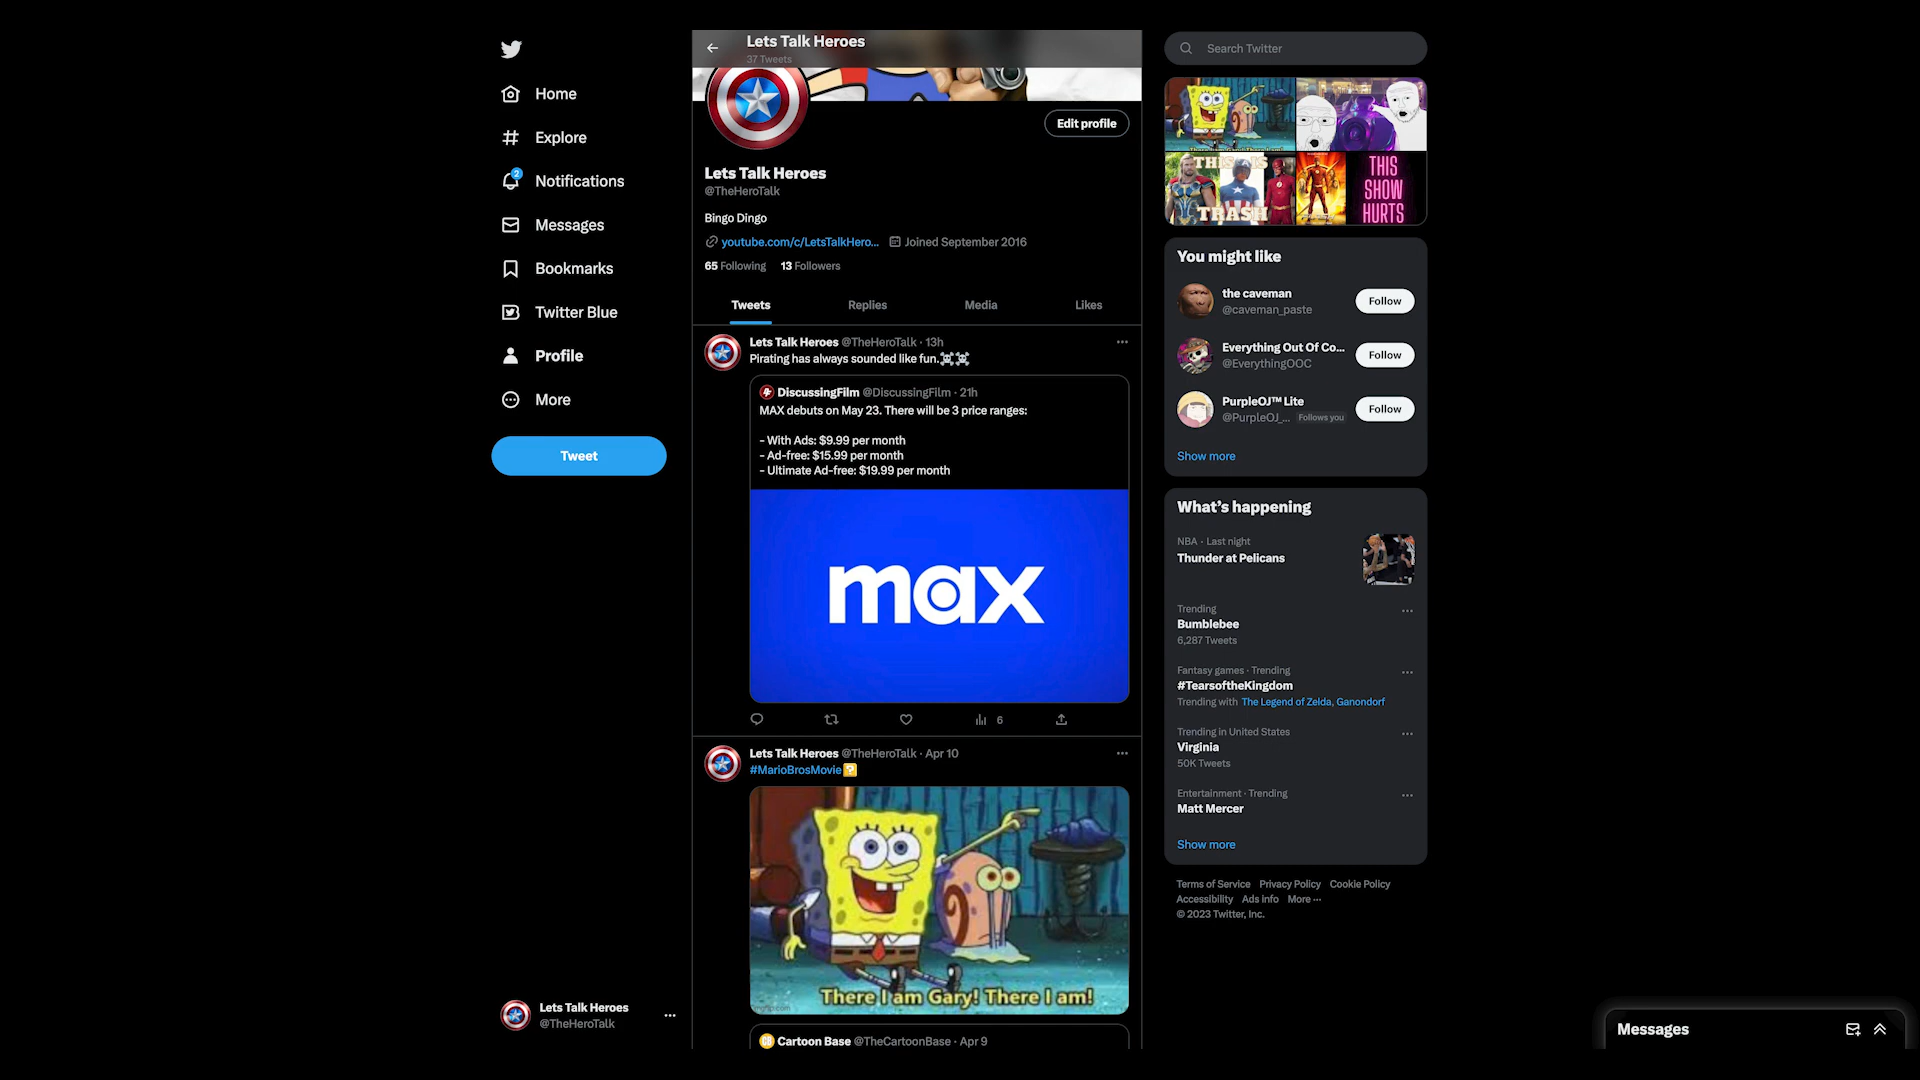 Home
Explore
2
Notifications
Messages
Bookmarks
Twitter Blue
Profile
More
Tweet
Lets Talk Heroes
@TheHeroTalk
Lets Talk Heroes
37 Tweets
Edit profile
Lets Talk Heroes
@TheHeroTalk
Bingo Dingo
youtube.com/c/LetsTalkHero... Joined September 2016
65 Following 13 Followers
Tweets Replies Media Likes
Lets Talk Heroes @TheHeroTalk · 13h
Pirating has always sounded like fun.☠️☠️
DiscussingFilm @DiscussingFilm · 21h
MAX debuts on May 23. There will be 3 price ranges:
- With Ads: $9.99 per month
- Ad-free: $15.99 per month
- Ultimate Ad-free: $19.99 per month
max
6
Lets Talk Heroes @TheHeroTalk · Apr 10
#MarioBrosMovie
There I am Gary! There I am!
Cartoon Base @TheCartoonBase · Apr 9
Search Twitter
THIS IS
TRASH
THIS
SHOW
HURTS
You might like
the caveman
@caveman_paste
Follow
Everything Out Of Co...
@EverythingOOC
Follow
PurpleOJ™ Lite
@PurpleOJ_... Follows you
Follow
Show more
What's happening
NBA · Last night
Thunder at Pelicans
Trending
Bumblebee
6,287 Tweets
Fantasy games · Trending
#TearsoftheKingdom
Trending with The Legend of Zelda, Ganondorf
Trending in United States
Virginia
50K Tweets
Entertainment · Trending
Matt Mercer
Show more
Terms of Service Privacy Policy Cookie Policy
Accessibility Ads info More ···
© 2023 Twitter, Inc.
Messages